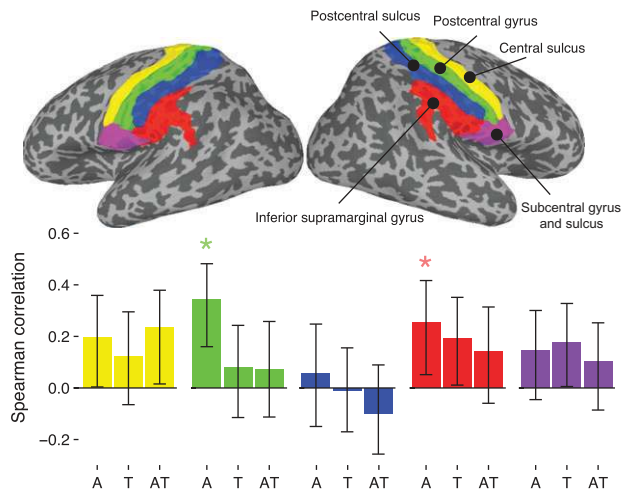 Postcentral sulcus
Postcentral gyrus
Central sulcus
Inferior supramarginal gyrus
Subcentral gyrus
and sulcus
Spearman correlation
0.6
0.4
0.2
0.0
−0.2
*
*
A T AT A T AT A T AT A T AT A T AT